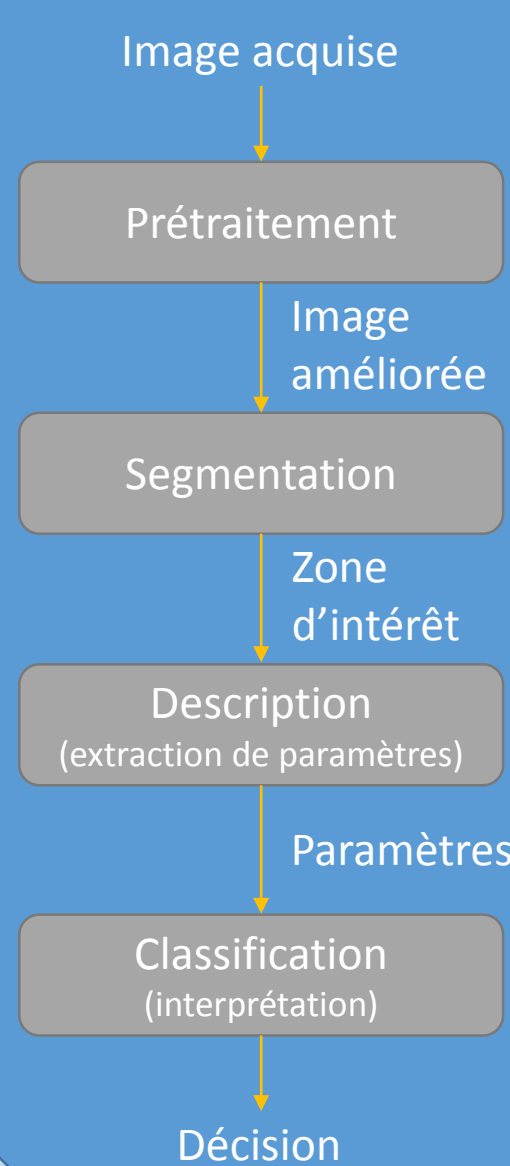 Image acquise
Prétraitement
Image
améliorée
Segmentation
Zone
d’intérêt
Description
(extraction de paramètres)
Paramètres
Classification
(interprétation)
Décision